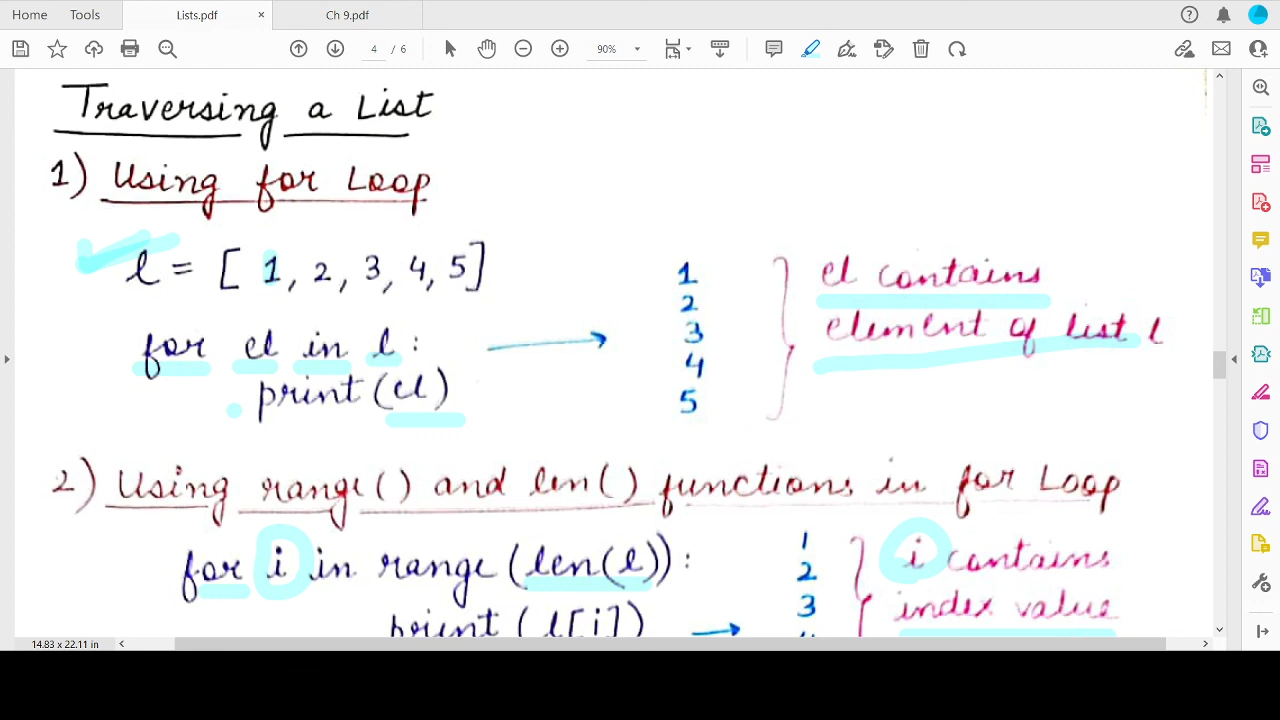 Home Tools Lists.pdf × Ch 9.pdf
4 / 6 90%
Traversing a List
1) Using for Loop
l = [ 1, 2, 3, 4, 5]
for el in l :
print (el)
1
2
3
4
5
el contains
element of list l
2) Using range() and len() functions in for Loop
for i in range (len(l)):
print ( l[i])
1
2
3
4
i contains
index value
14.83 x 22.11 in